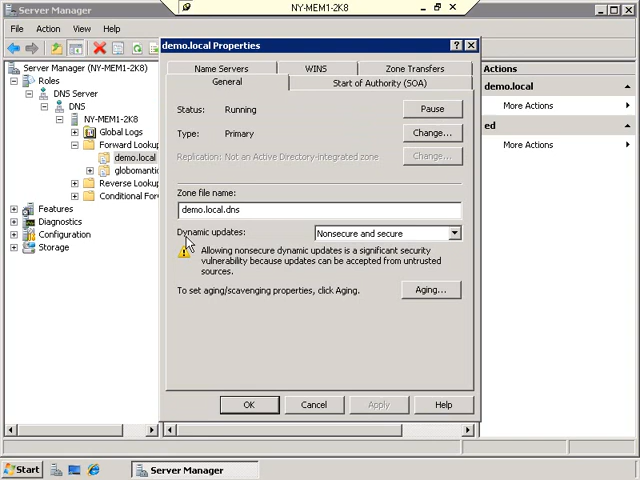 Server Manager
NY-MEM1-2K8
File Action View Help
demo.local Properties
Server Manager (NY-MEM1-2K8)
Roles
DNS Server
DNS
NY-MEM1-2K8
Global Logs
Forward Looku
demo.local
globomantic
Reverse Lookup
Conditional For
Features
Diagnostics
Configuration
Storage
Name Servers WINS Zone Transfers
General Start of Authority (SOA)
Status: Running Pause
Type: Primary Change...
Replication: Not an Active Directory-integrated zone Change...
Zone file name:
demo.local.dns
Dynamic updates: Nonsecure and secure
Allowing nonsecure dynamic updates is a significant security
vulnerability because updates can be accepted from untrusted
sources.
To set aging/scavenging properties, click Aging. Aging...
OK Cancel Apply Help
Actions
demo.local
More Actions
ed
More Actions
Start Server Manager